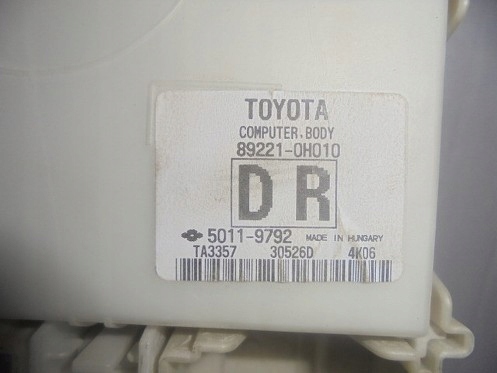 TOYOTA
COMPUTER, BODY
89221-0H010
D R
5011-9792 MADE IN HUNGARY
TA3357 30526D 4K06